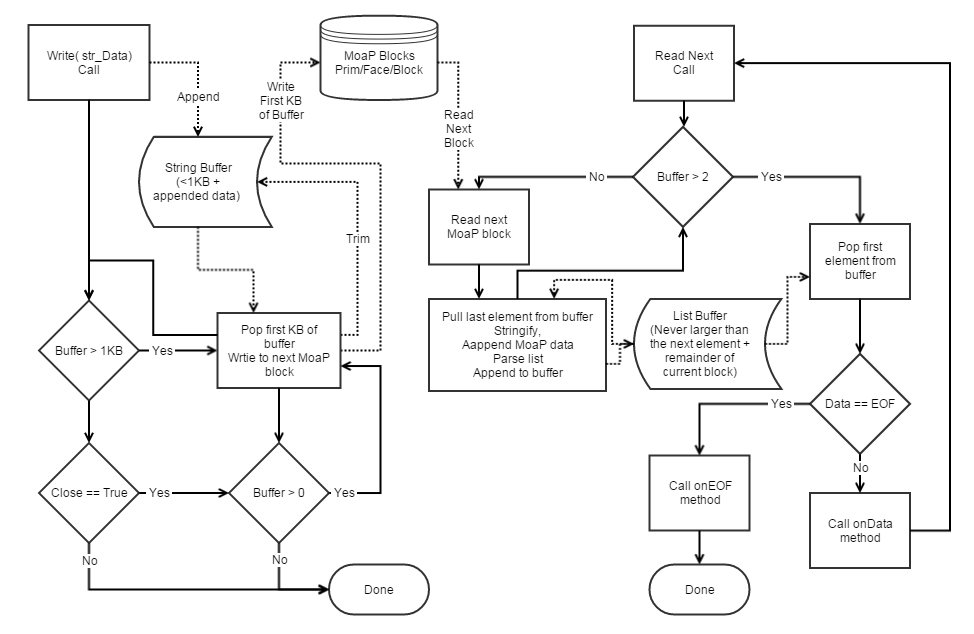 Write( str_Data)
Call
Append
String Buffer
(<1KB +
appended data)
Write
First KB
of Buffer
MoaP Blocks
Prim/Face/Block
Read
Next
Block
Trim
Buffer > 1KB
Yes
Pop first KB of
buffer
Wrtie to next MoaP
block
Close == True
Yes
Buffer > 0
Yes
No
No
Done
Read Next
Call
Buffer > 2
No
Yes
Read next
MoaP block
Pull last element from buffer
Stringify,
Aappend MoaP data
Parse list
Append to buffer
List Buffer
(Never larger than
the next element +
remainder of
current block)
Pop first
element from
buffer
Data == EOF
Yes
No
Call onEOF
method
Call onData
method
Done